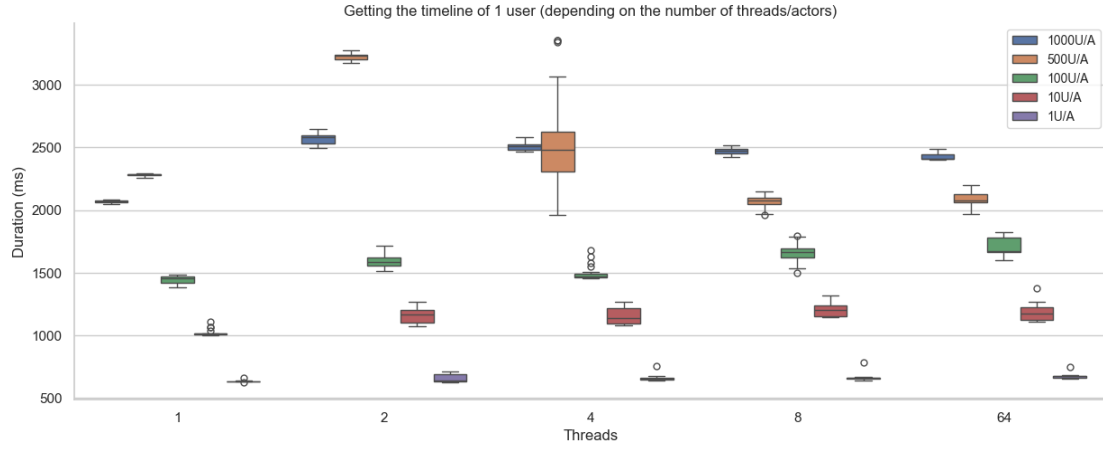 Getting the timeline of 1 user (depending on the number of threads/actors)
1000U/A
500U/A
100U/A
10U/A
1U/A
Duration (ms)
3000
2500
2000
1500
1000
500
1 2 4 8 64
Threads